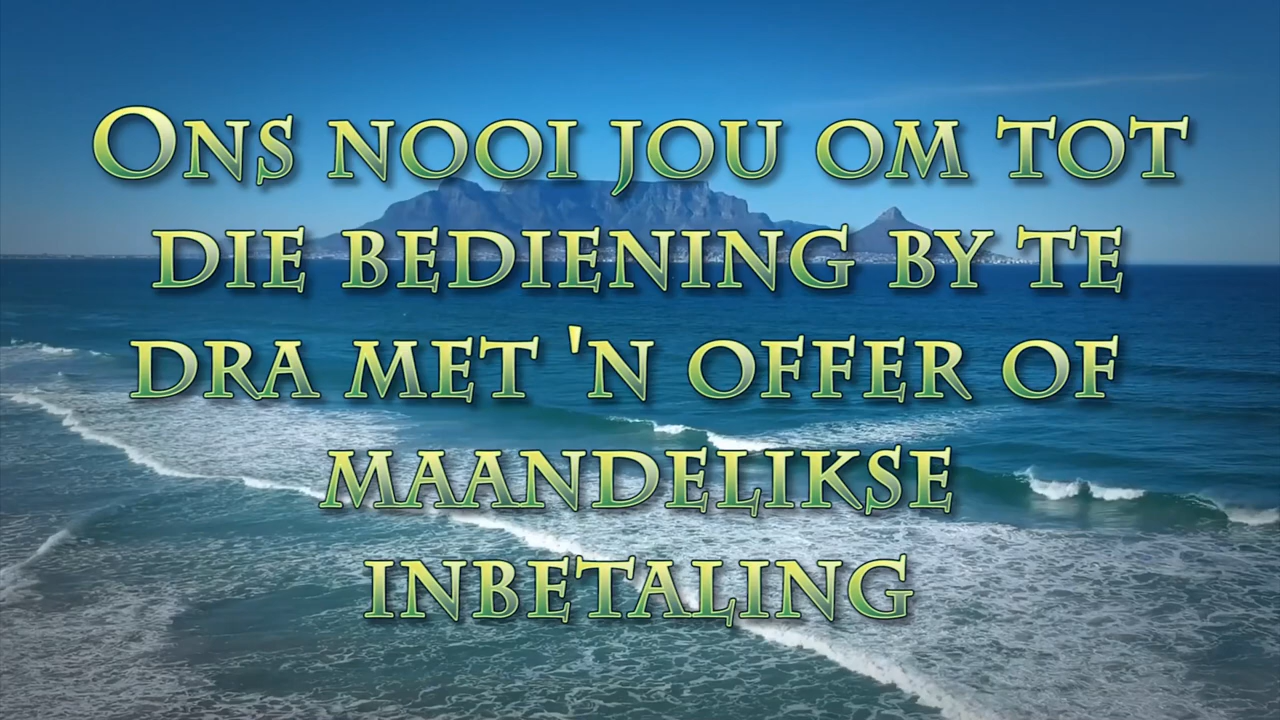 Ons nooi jou om tot
die bediening by te
dra met 'n offer of
maandelikse
inbetaling